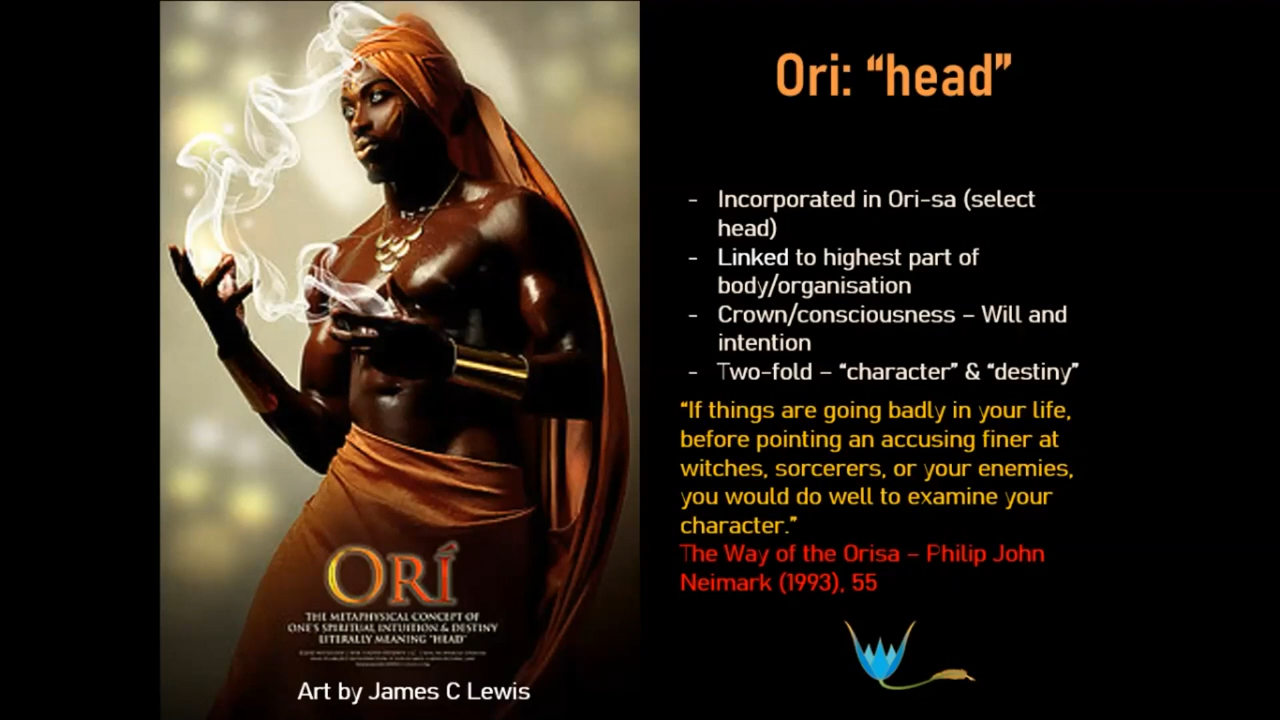 Ori: “head”
- Incorporated in Ori-sa (select
head)
- Linked to highest part of
body/organisation
- Crown/consciousness – Will and
intention
- Two-fold – “character” & “destiny”
“If things are going badly in your life,
before pointing an accusing finer at
witches, sorcerers, or your enemies,
you would do well to examine your
character.”
The Way of the Orisa – Philip John
Neimark (1993), 55
ORÍ
THE METAPHYSICAL CONCEPT OF
ONE'S SPIRITUAL INTUITION & DESTINY
LITERALLY MEANING "HEAD"
Art by James C Lewis